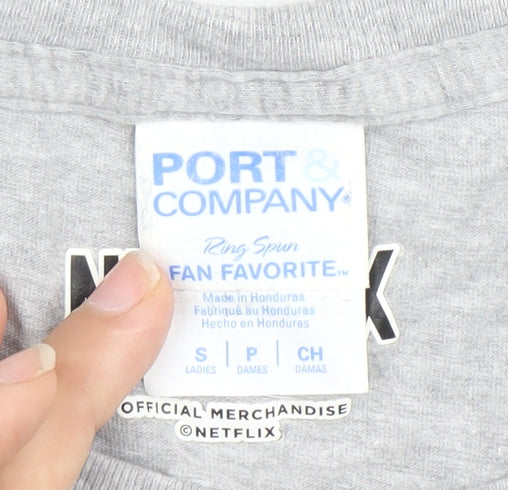 PORT &
COMPANY®
Ring Spun
FAN FAVORITE™
Made in Honduras
Fabriqué au Honduras
Hecho en Honduras
S | P | CH
LADIES DAMES DAMAS
OFFICIAL MERCHANDISE
©NETFLIX